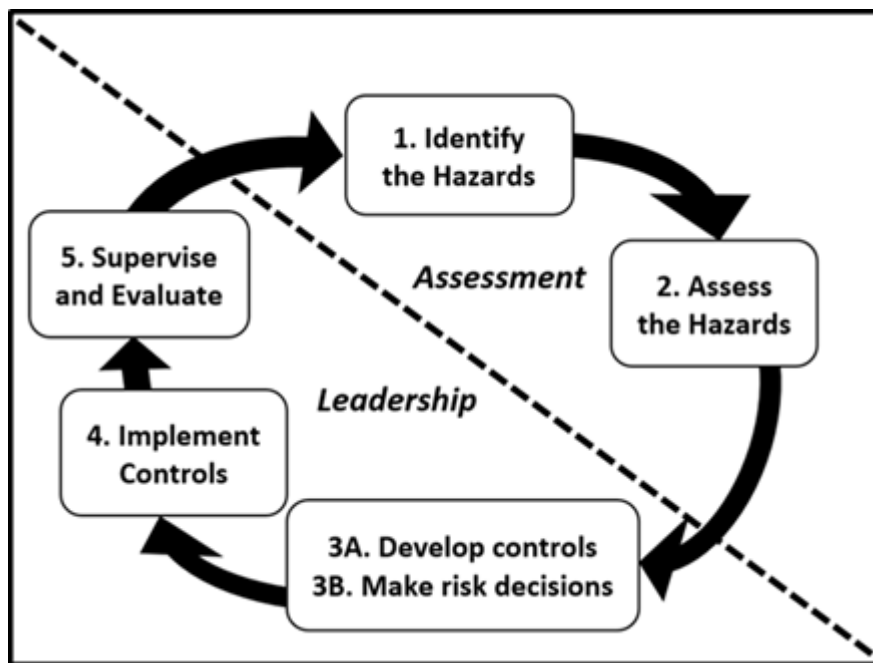 1. Identify
the Hazards
Assessment
2. Assess
the Hazards
3A. Develop controls
3B. Make risk decisions
4. Implement
Controls
5. Supervise
and Evaluate
Leadership